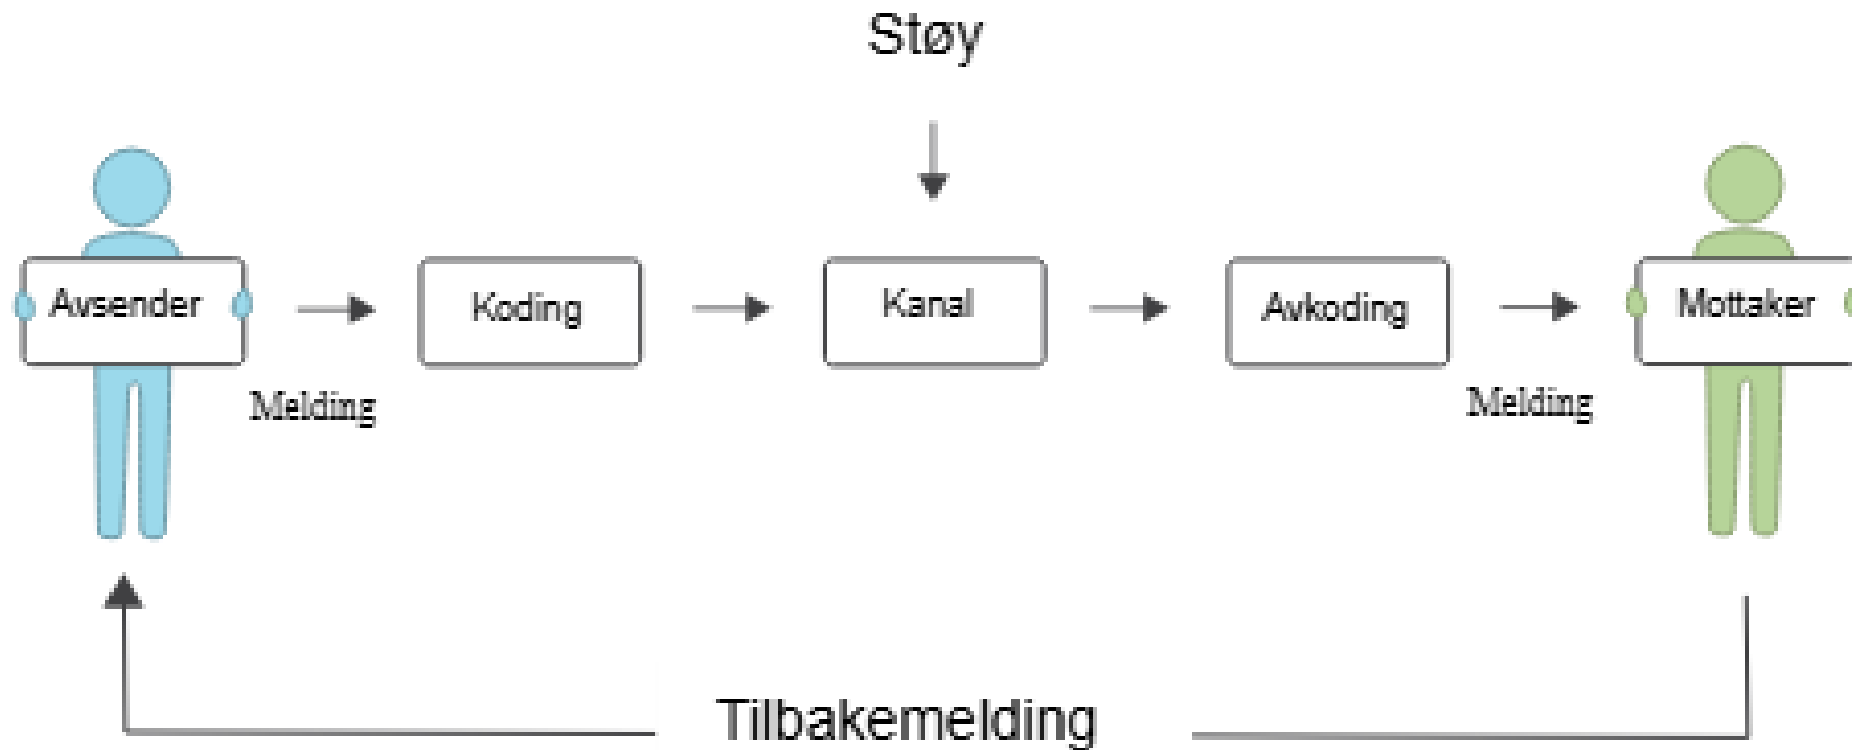 Støy
Avsender
Koding
Kanal
Avkoding
Mottaker
Melding
Melding
Tilbakemelding